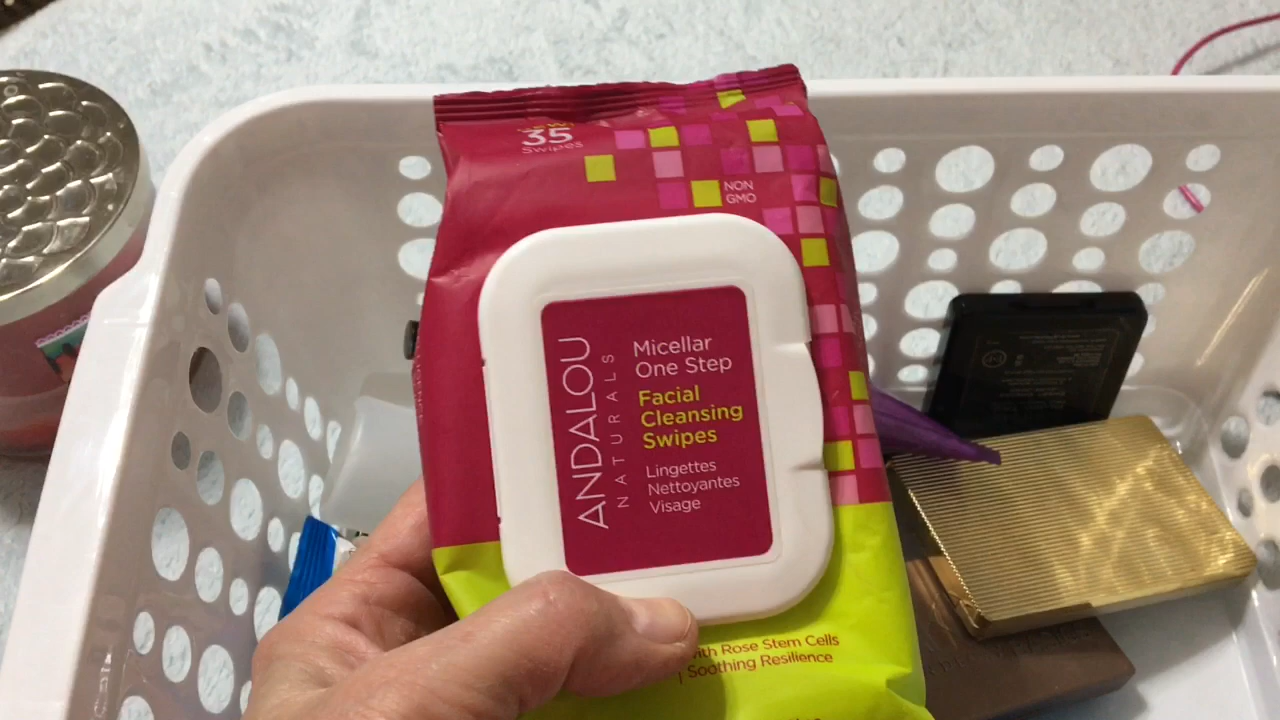 35
Swipes
NON
GMO
ANDALOU
NATURALS
Micellar
One Step
Facial
Cleansing
Swipes
Lingettes
Nettoyantes
Visage
with Rose Stem Cells
Soothing Resilience